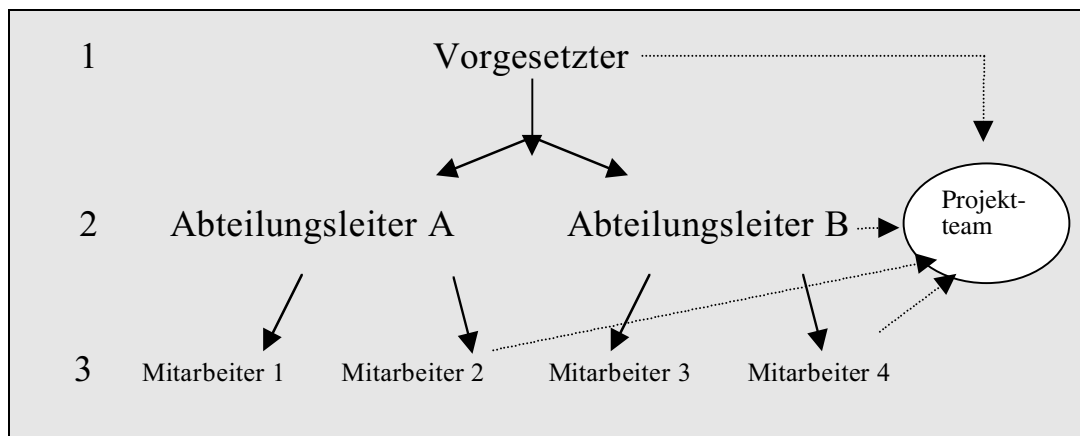 1 Vorgesetzter
2 Abteilungsleiter A Abteilungsleiter B Projekt-
team
3 Mitarbeiter 1 Mitarbeiter 2 Mitarbeiter 3 Mitarbeiter 4